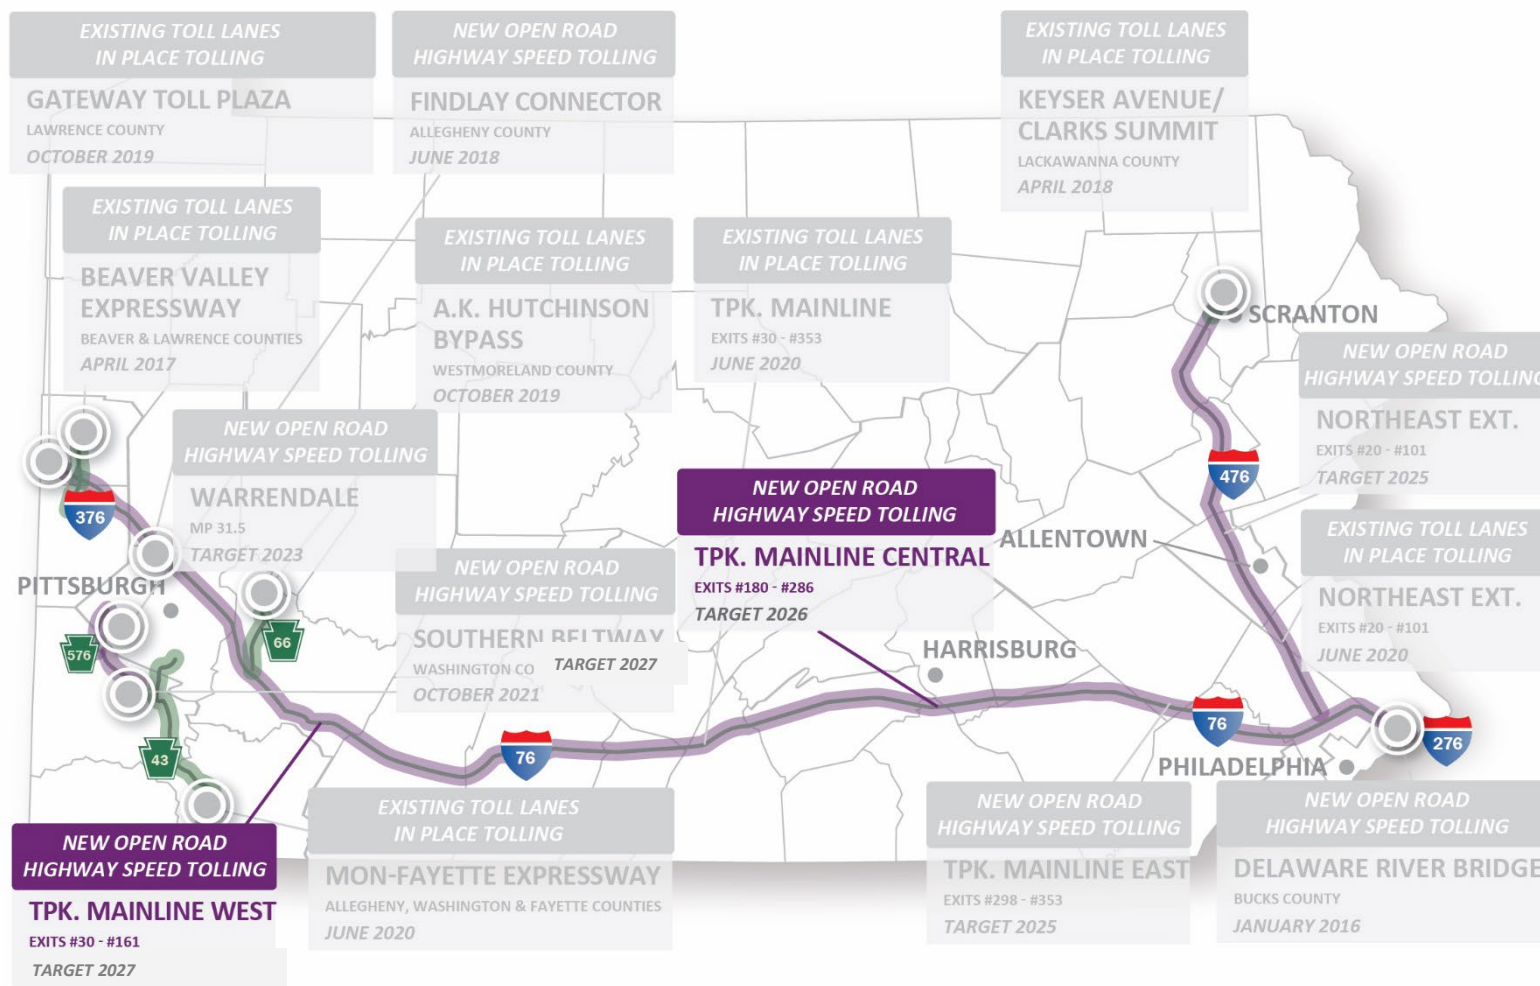 EXISTING TOLL LANES
IN PLACE TOLLING
GATEWAY TOLL PLAZA
LAWRENCE COUNTY
OCTOBER 2019
NEW OPEN ROAD
HIGHWAY SPEED TOLLING
FINDLAY CONNECTOR
ALLEGHENY COUNTY
JUNE 2018
EXISTING TOLL LANES
IN PLACE TOLLING
KEYSER AVENUE/
CLARKS SUMMIT
LACKAWANNA COUNTY
APRIL 2018
EXISTING TOLL LANES
IN PLACE TOLLING
BEAVER VALLEY
EXPRESSWAY
BEAVER & LAWRENCE COUNTIES
APRIL 2017
EXISTING TOLL LANES
IN PLACE TOLLING
A.K. HUTCHINSON
BYPASS
WESTMORELAND COUNTY
OCTOBER 2019
EXISTING TOLL LANES
IN PLACE TOLLING
TPK. MAINLINE
EXITS #30 - #353
JUNE 2020
SCRANTON
NEW OPEN ROAD
HIGHWAY SPEED TOLLING
NORTHEAST EXT.
EXITS #20 - #101
TARGET 2025
NEW OPEN ROAD
HIGHWAY SPEED TOLLING
WARRENDALE
MP 31.5
TARGET 2023
376
476
NEW OPEN ROAD
HIGHWAY SPEED TOLLING
TPK. MAINLINE CENTRAL
EXITS #180 - #286
TARGET 2026
ALLENTOWN
EXISTING TOLL LANES
IN PLACE TOLLING
NORTHEAST EXT.
EXITS #20 - #101
JUNE 2020
PITTSBURGH
NEW OPEN ROAD
HIGHWAY SPEED TOLLING
SOUTHERN BELTWAY
WASHINGTON CO
TARGET 2027
OCTOBER 2021
66
576
43
HARRISBURG
76
76
276
PHILADELPHIA
NEW OPEN ROAD
HIGHWAY SPEED TOLLING
TPK. MAINLINE WEST
EXITS #30 - #161
TARGET 2027
EXISTING TOLL LANES
IN PLACE TOLLING
MON-FAYETTE EXPRESSWAY
ALLEGHENY, WASHINGTON & FAYETTE COUNTIES
JUNE 2020
NEW OPEN ROAD
HIGHWAY SPEED TOLLING
TPK. MAINLINE EAST
EXITS #298 - #353
TARGET 2025
NEW OPEN ROAD
HIGHWAY SPEED TOLLING
DELAWARE RIVER BRIDGE
BUCKS COUNTY
JANUARY 2016